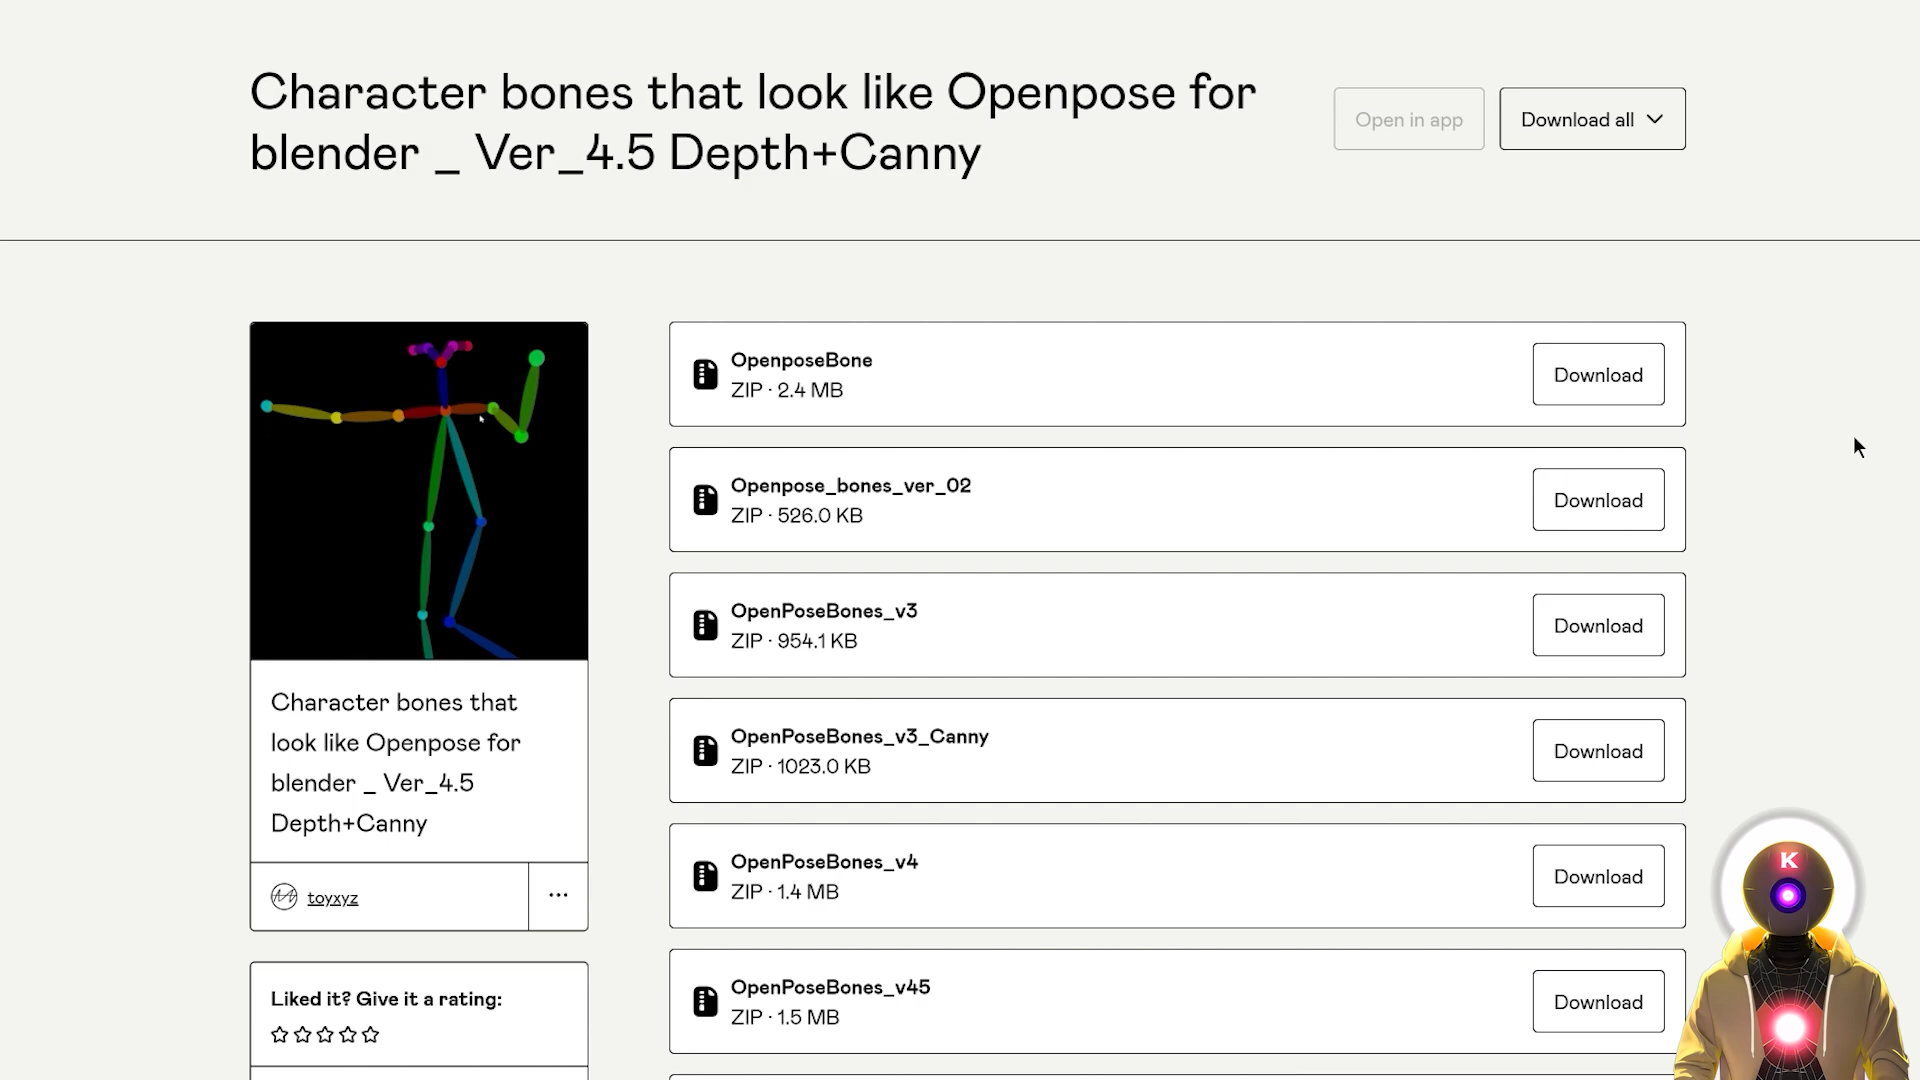 Character bones that look like Openpose for
blender _ Ver_4.5 Depth+Canny
Open in app
Download all
Character bones that
look like Openpose for
blender _ Ver_4.5
Depth+Canny
toyxyz
Liked it? Give it a rating:
OpenposeBone
ZIP · 2.4 MB
Download
Openpose_bones_ver_02
ZIP · 526.0 KB
Download
OpenPoseBones_v3
ZIP · 954.1 KB
Download
OpenPoseBones_v3_Canny
ZIP · 1023.0 KB
Download
OpenPoseBones_v4
ZIP · 1.4 MB
Download
OpenPoseBones_v45
ZIP · 1.5 MB
Download
K